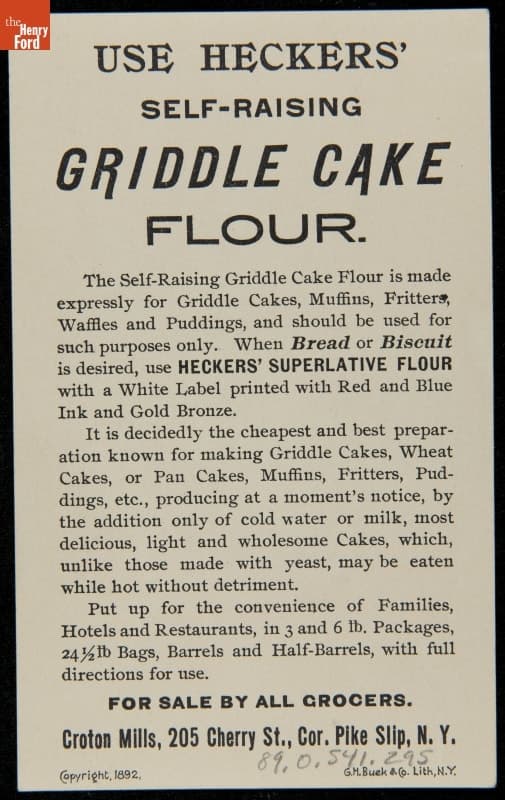 the
Henry
Ford
USE HECKERS'
SELF-RAISING
GRIDDLE CAKE
FLOUR.
The Self-Raising Griddle Cake Flour is made
expressly for Griddle Cakes, Muffins, Fritters,
Waffles and Puddings, and should be used for
such purposes only. When Bread or Biscuit
is desired, use HECKERS' SUPERLATIVE FLOUR
with a White Label printed with Red and Blue
Ink and Gold Bronze.
It is decidedly the cheapest and best prepar-
ation known for making Griddle Cakes, Wheat
Cakes, or Pan Cakes, Muffins, Fritters, Pud-
dings, etc., producing at a moment's notice, by
the addition only of cold water or milk, most
delicious, light and wholesome Cakes, which,
unlike those made with yeast, may be eaten
while hot without detriment.
Put up for the convenience of Families,
Hotels and Restaurants, in 3 and 6 lb. Packages,
24½ lb Bags, Barrels and Half-Barrels, with full
directions for use.
FOR SALE BY ALL GROCERS.
Croton Mills, 205 Cherry St., Cor. Pike Slip, N. Y.
89.0.541.295
Copyright, 1892, G.H. Buek & Co. Lith, N.Y.